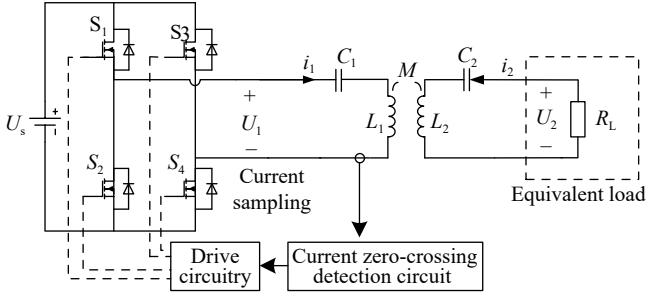 S1
S3
C1
M
C2
i1
i2
+
+
+
Us
U1
L1
L2
U2
RL
−
−
S2
S4
Current
sampling
Equivalent load
Drive
circuitry
Current zero-crossing
detection circuit